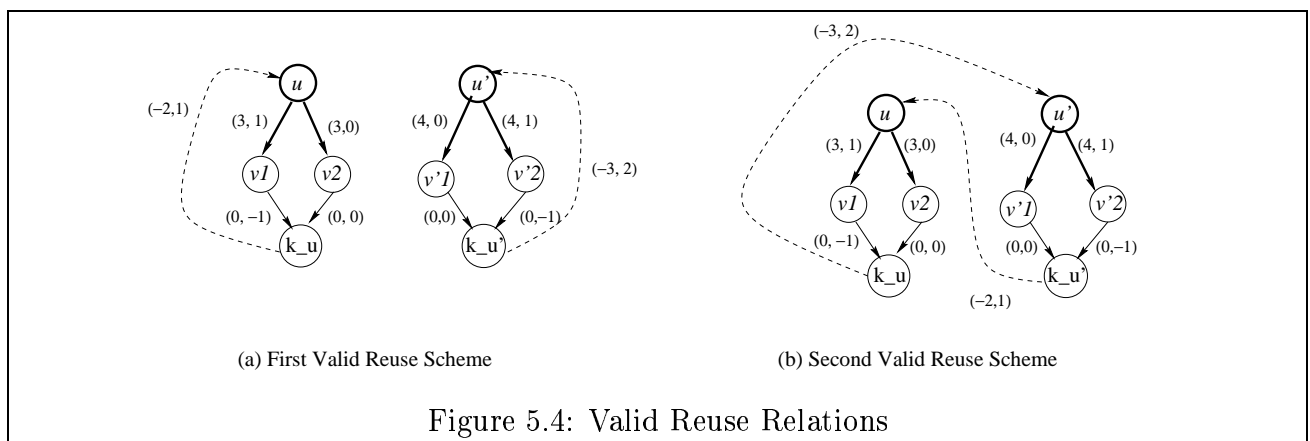 (−3, 2)
u
u'
(−2,1)
(3, 1)
(3,0)
(4, 0)
(4, 1)
(−3, 2)
v1
v2
v'1
v'2
(0, −1)
(0, 0)
(0,0)
(0,−1)
k_u
k_u'
u
u'
(3, 1)
(3,0)
(4, 0)
(4, 1)
v1
v2
v'1
v'2
(0, −1)
(0, 0)
(0,0)
(0,−1)
k_u
k_u'
(−2,1)
(a) First Valid Reuse Scheme
(b) Second Valid Reuse Scheme
Figure 5.4: Valid Reuse Relations